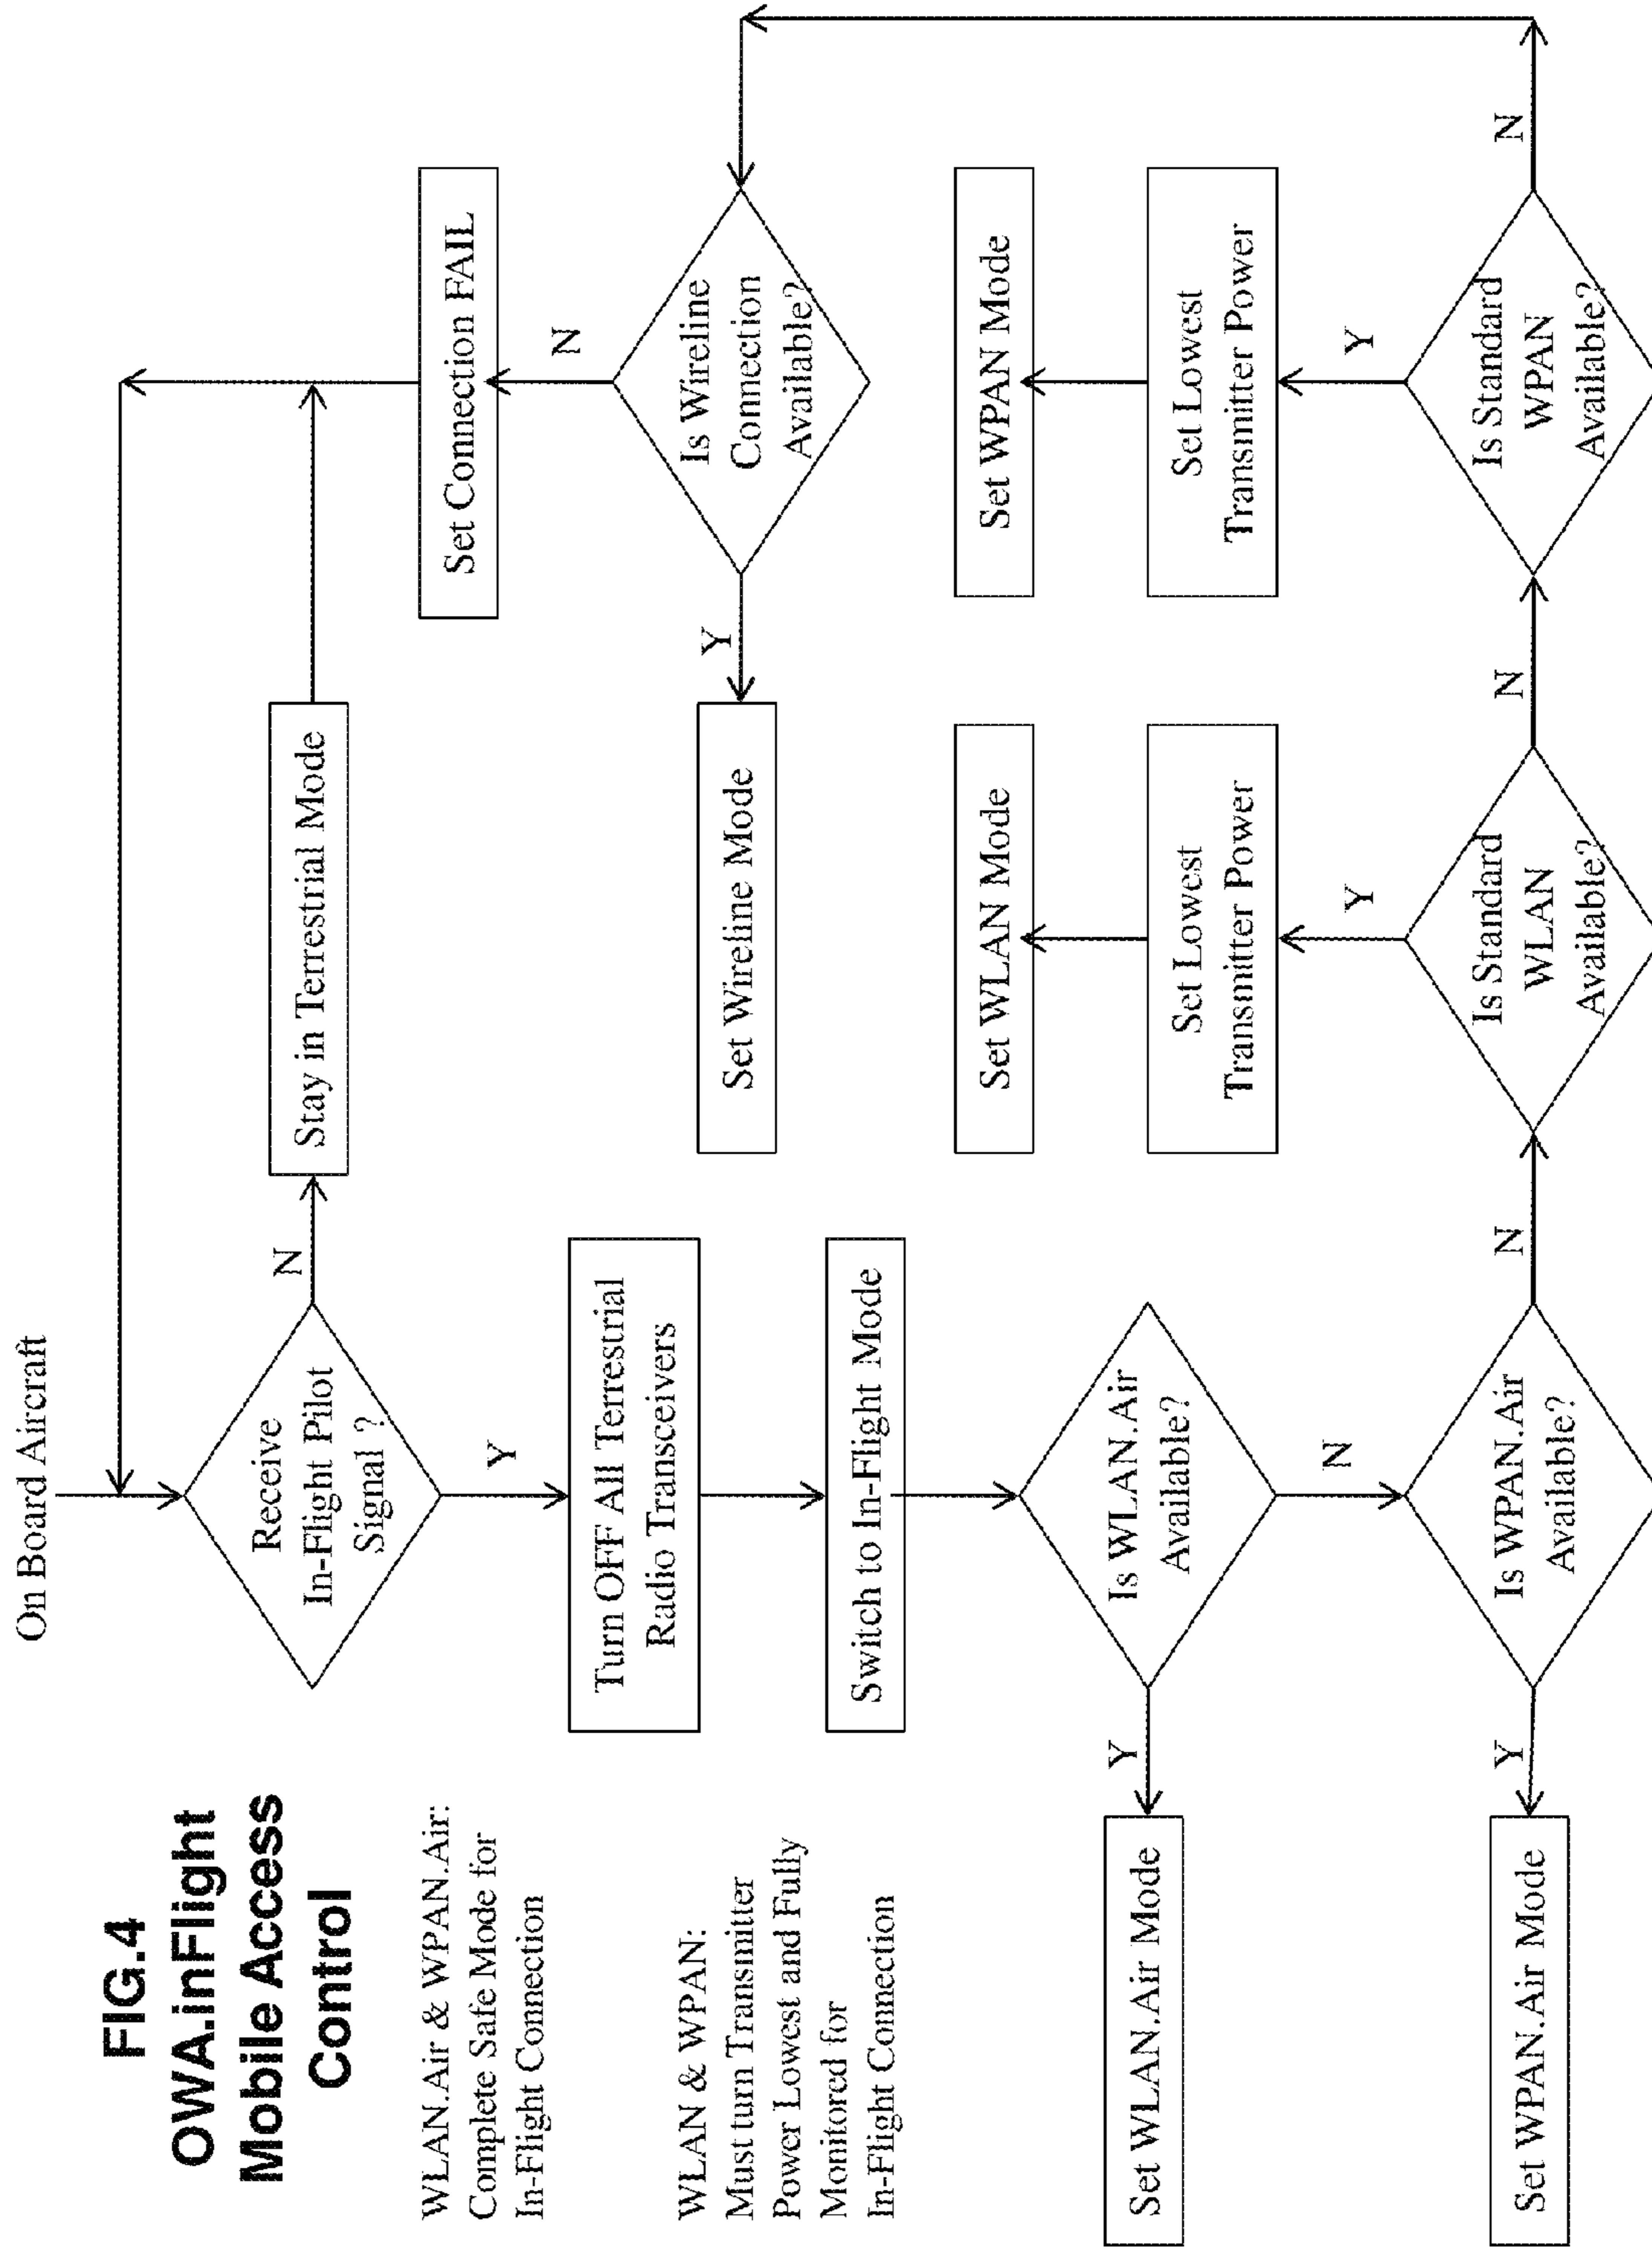 FIG.4
OWA.inFlight
Mobile Access
Control
WLAN.Air & WPAN.Air:
Complete Safe Mode for
In-Flight Connection
WLAN & WPAN:
Must turn Transmitter
Power Lowest and Fully
Monitored for
In-Flight Connection
On Board Aircraft
Receive
In-Flight Pilot
Signal ?
N
Stay in Terrestrial Mode
Y
Turn OFF All Terrestrial
Radio Transceivers
Switch to In-Flight Mode
Is WLAN.Air
Available?
Y
Set WLAN.Air Mode
N
Is WPAN.Air
Available?
Y
Set WPAN.Air Mode
N
Is Standard
WLAN
Available?
Y
Set Lowest
Transmitter Power
Set WLAN Mode
N
Is Standard
WPAN
Available?
Y
Set Lowest
Transmitter Power
Set WPAN Mode
N
Is Wireline
Connection
Available?
Y
Set Wireline Mode
N
Set Connection FAIL